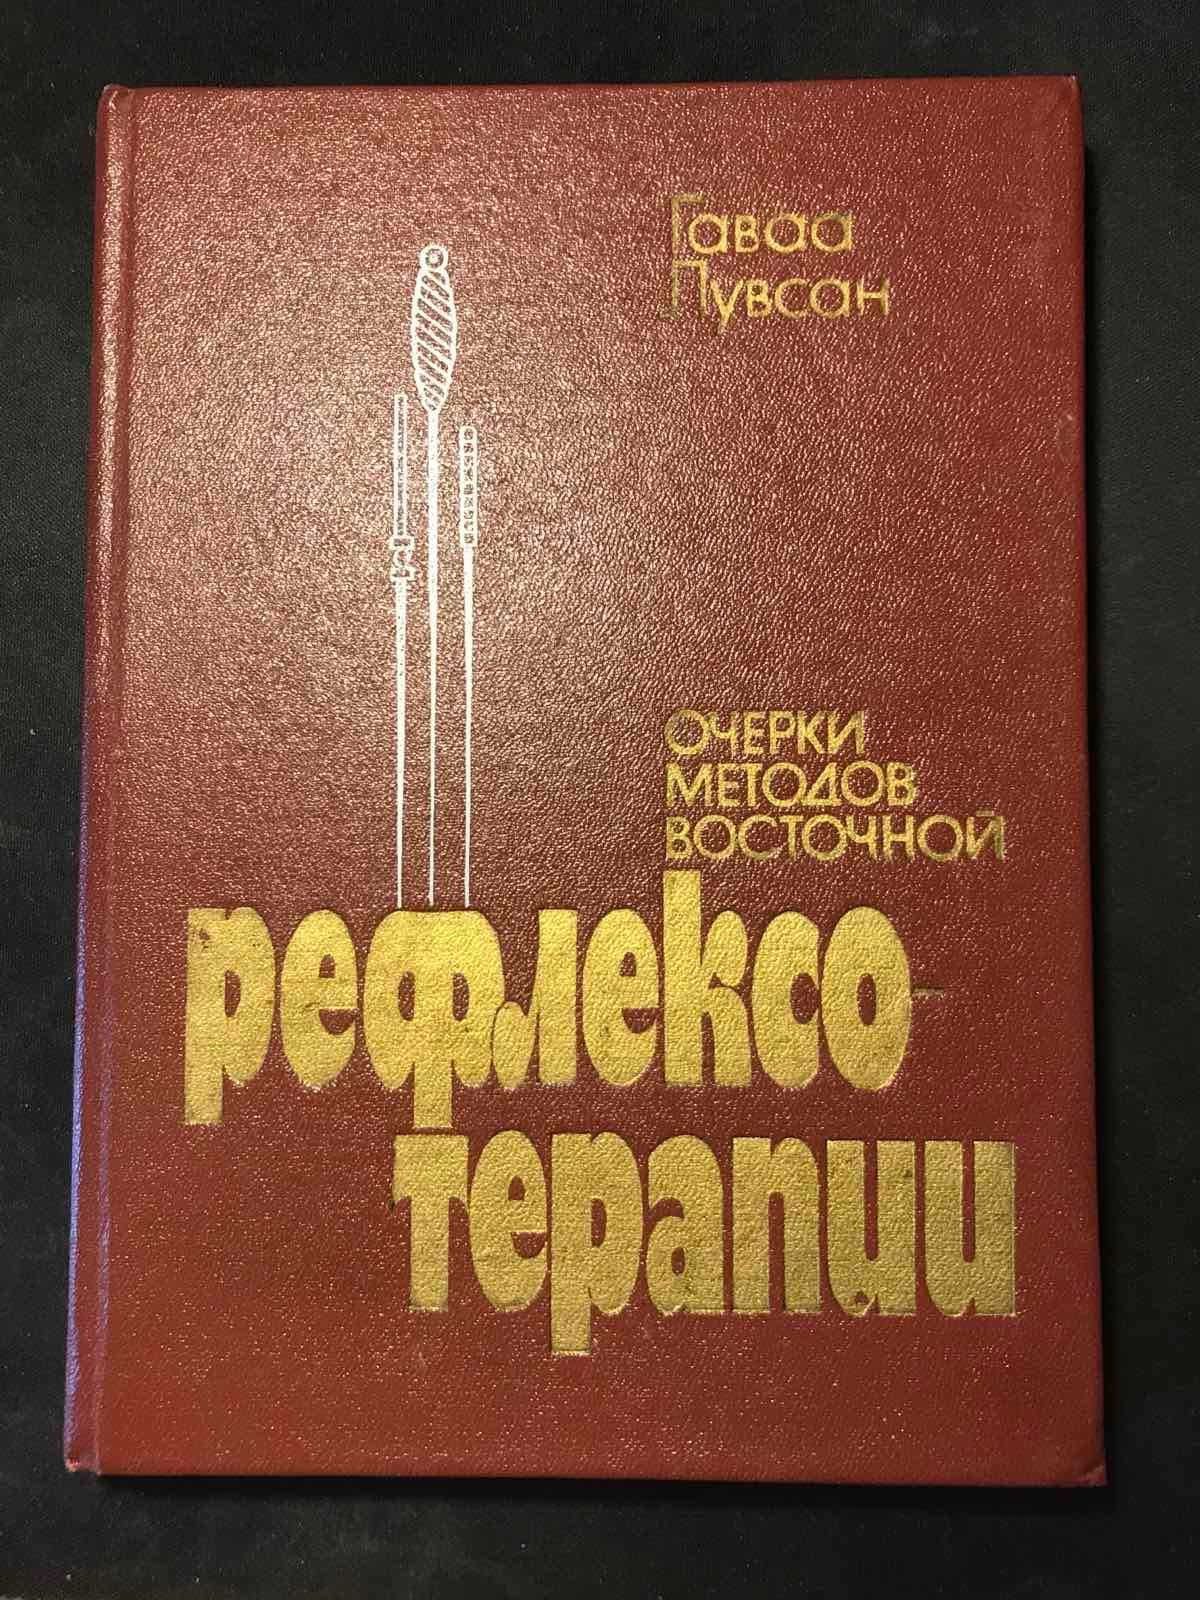 Гаваа
Лувсан
ОЧЕРКИ
МЕТОДОВ
ВОСТОЧНОЙ
рефлексо-
терапии